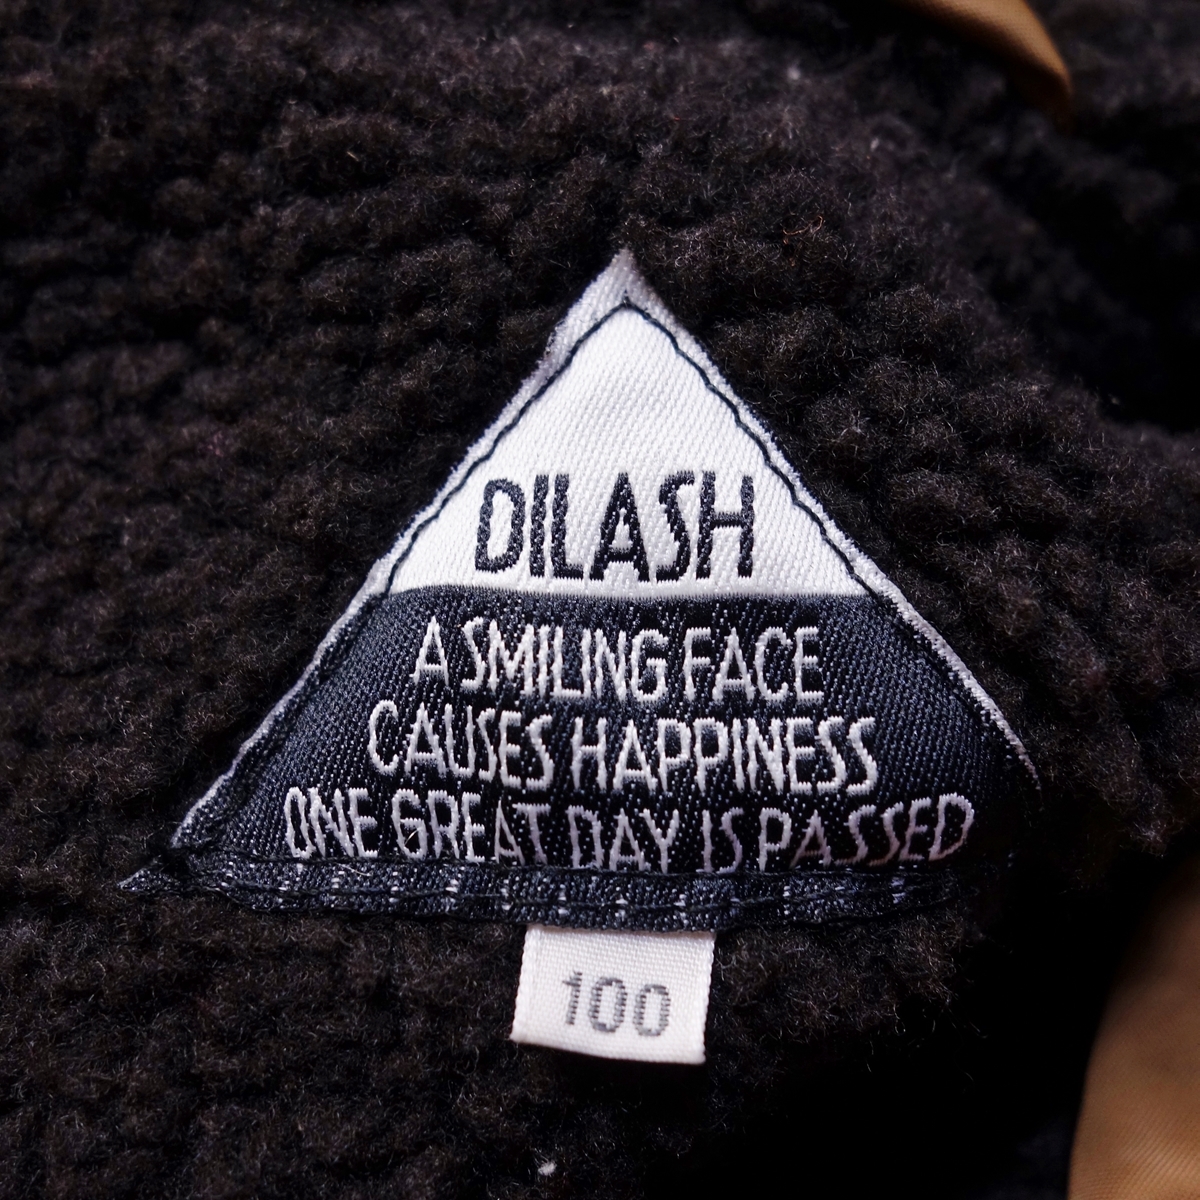 DILASH
A SMILING FACE
CAUSES HAPPINESS
ONE GREAT DAY IS PASSED
100